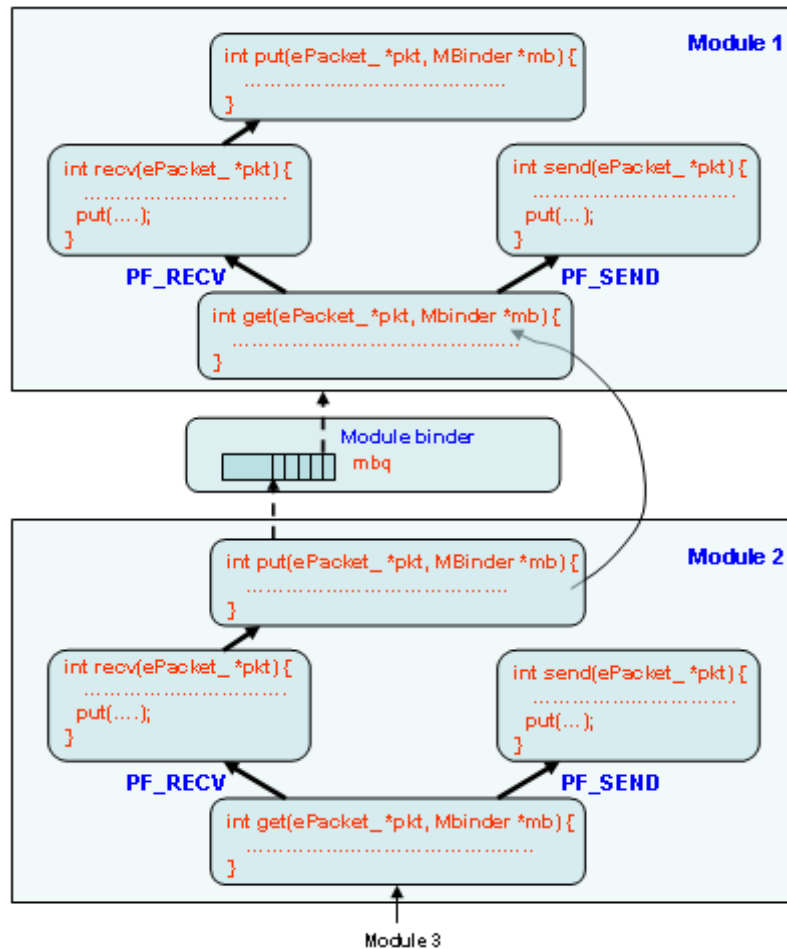 Module 1
int put(ePacket_ *pkt, MBinder *mb) {
……………..…………………….
}
int recv(ePacket_ *pkt) {
……………..………….
put(….);
}
int send(ePacket_ *pkt) {
……………..………….
put(…);
}
PF_RECV
PF_SEND
int get(ePacket_ *pkt, Mbinder *mb) {
……………..……………………..
}
Module binder
mbq
Module 2
int put(ePacket_ *pkt, MBinder *mb) {
……………..…………………….
}
int recv(ePacket_ *pkt) {
……………..………….
put(….);
}
int send(ePacket_ *pkt) {
……………..………….
put(…);
}
PF_RECV
PF_SEND
int get(ePacket_ *pkt, Mbinder *mb) {
……………..……………………..
}
Module 3